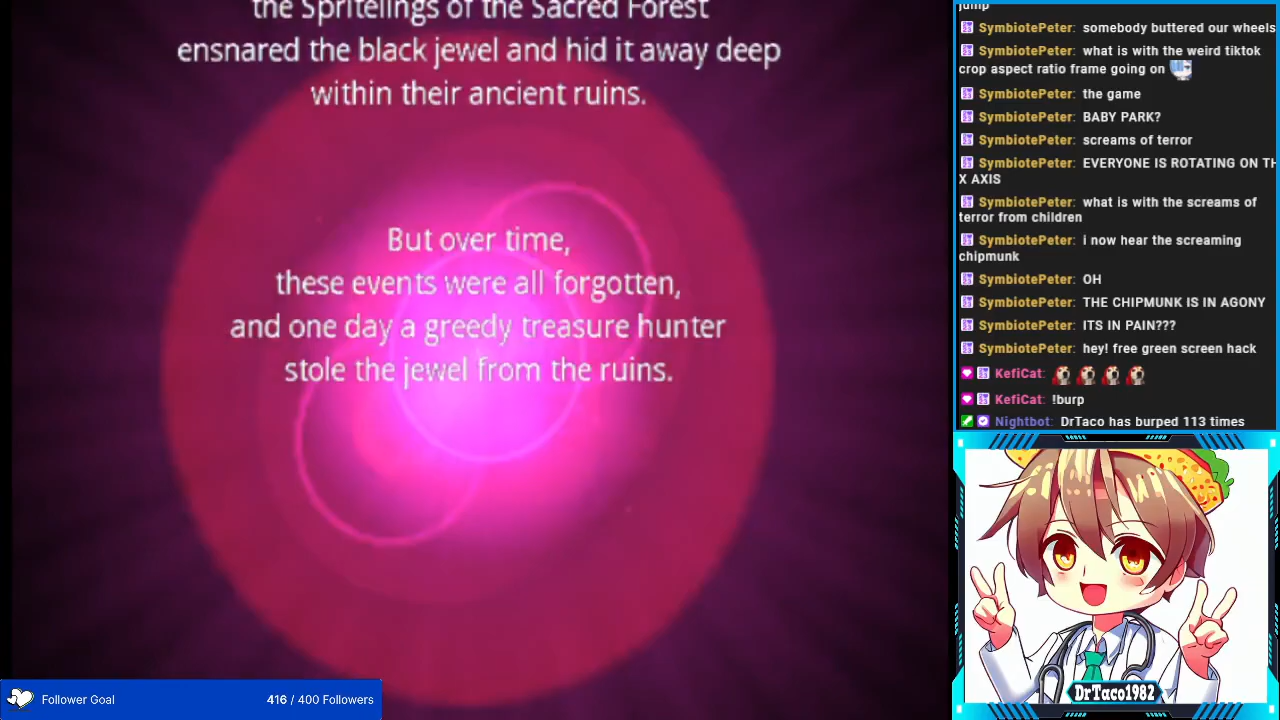 the Spritelings of the Sacred Forest
ensnared the black jewel and hid it away deep
within their ancient ruins.
But over time,
these events were all forgotten,
and one day a greedy treasure hunter
stole the jewel from the ruins.
Follower Goal
416 / 400 Followers
jump
SymbiotePeter: somebody buttered our wheels
SymbiotePeter: what is with the weird tiktok
crop aspect ratio frame going on
SymbiotePeter: the game
SymbiotePeter: BABY PARK?
SymbiotePeter: screams of terror
SymbiotePeter: EVERYONE IS ROTATING ON TH
X AXIS
SymbiotePeter: what is with the screams of
terror from children
SymbiotePeter: i now hear the screaming
chipmunk
SymbiotePeter: OH
SymbiotePeter: THE CHIPMUNK IS IN AGONY
SymbiotePeter: ITS IN PAIN???
SymbiotePeter: hey! free green screen hack
KefiCat:
KefiCat: !burp
Nightbot: DrTaco has burped 113 times
DrTaco1982